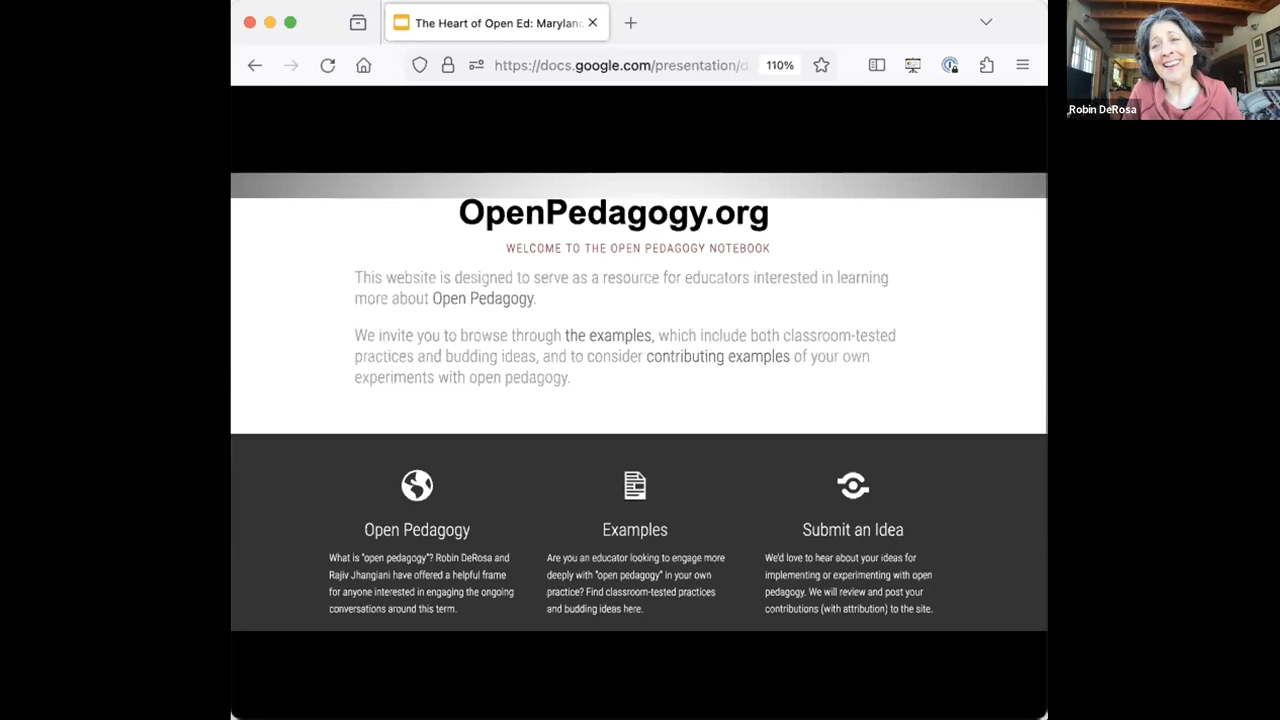 The Heart of Open Ed: Marylanc
https://docs.google.com/presentation/d
110%
Robin DeRosa
OpenPedagogy.org
WELCOME TO THE OPEN PEDAGOGY NOTEBOOK
This website is designed to serve as a resource for educators interested in learning
more about Open Pedagogy.
We invite you to browse through the examples, which include both classroom-tested
practices and budding ideas, and to consider contributing examples of your own
experiments with open pedagogy.
Open Pedagogy
What is "open pedagogy"? Robin DeRosa and
Rajiv Jhangiani have offered a helpful frame
for anyone interested in engaging the ongoing
conversations around this term.
Examples
Are you an educator looking to engage more
deeply with "open pedagogy" in your own
practice? Find classroom-tested practices
and budding ideas here.
Submit an Idea
We'd love to hear about your ideas for
implementing or experimenting with open
pedagogy. We will review and post your
contributions (with attribution) to the site.